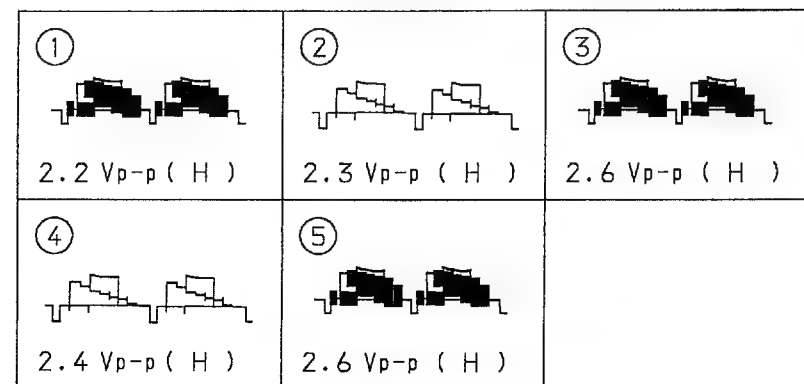 ① ② ③
2.2 Vp-p ( H ) 2.3 Vp-p ( H ) 2.6 Vp-p ( H )
④ ⑤
2.4 Vp-p ( H ) 2.6 Vp-p ( H )